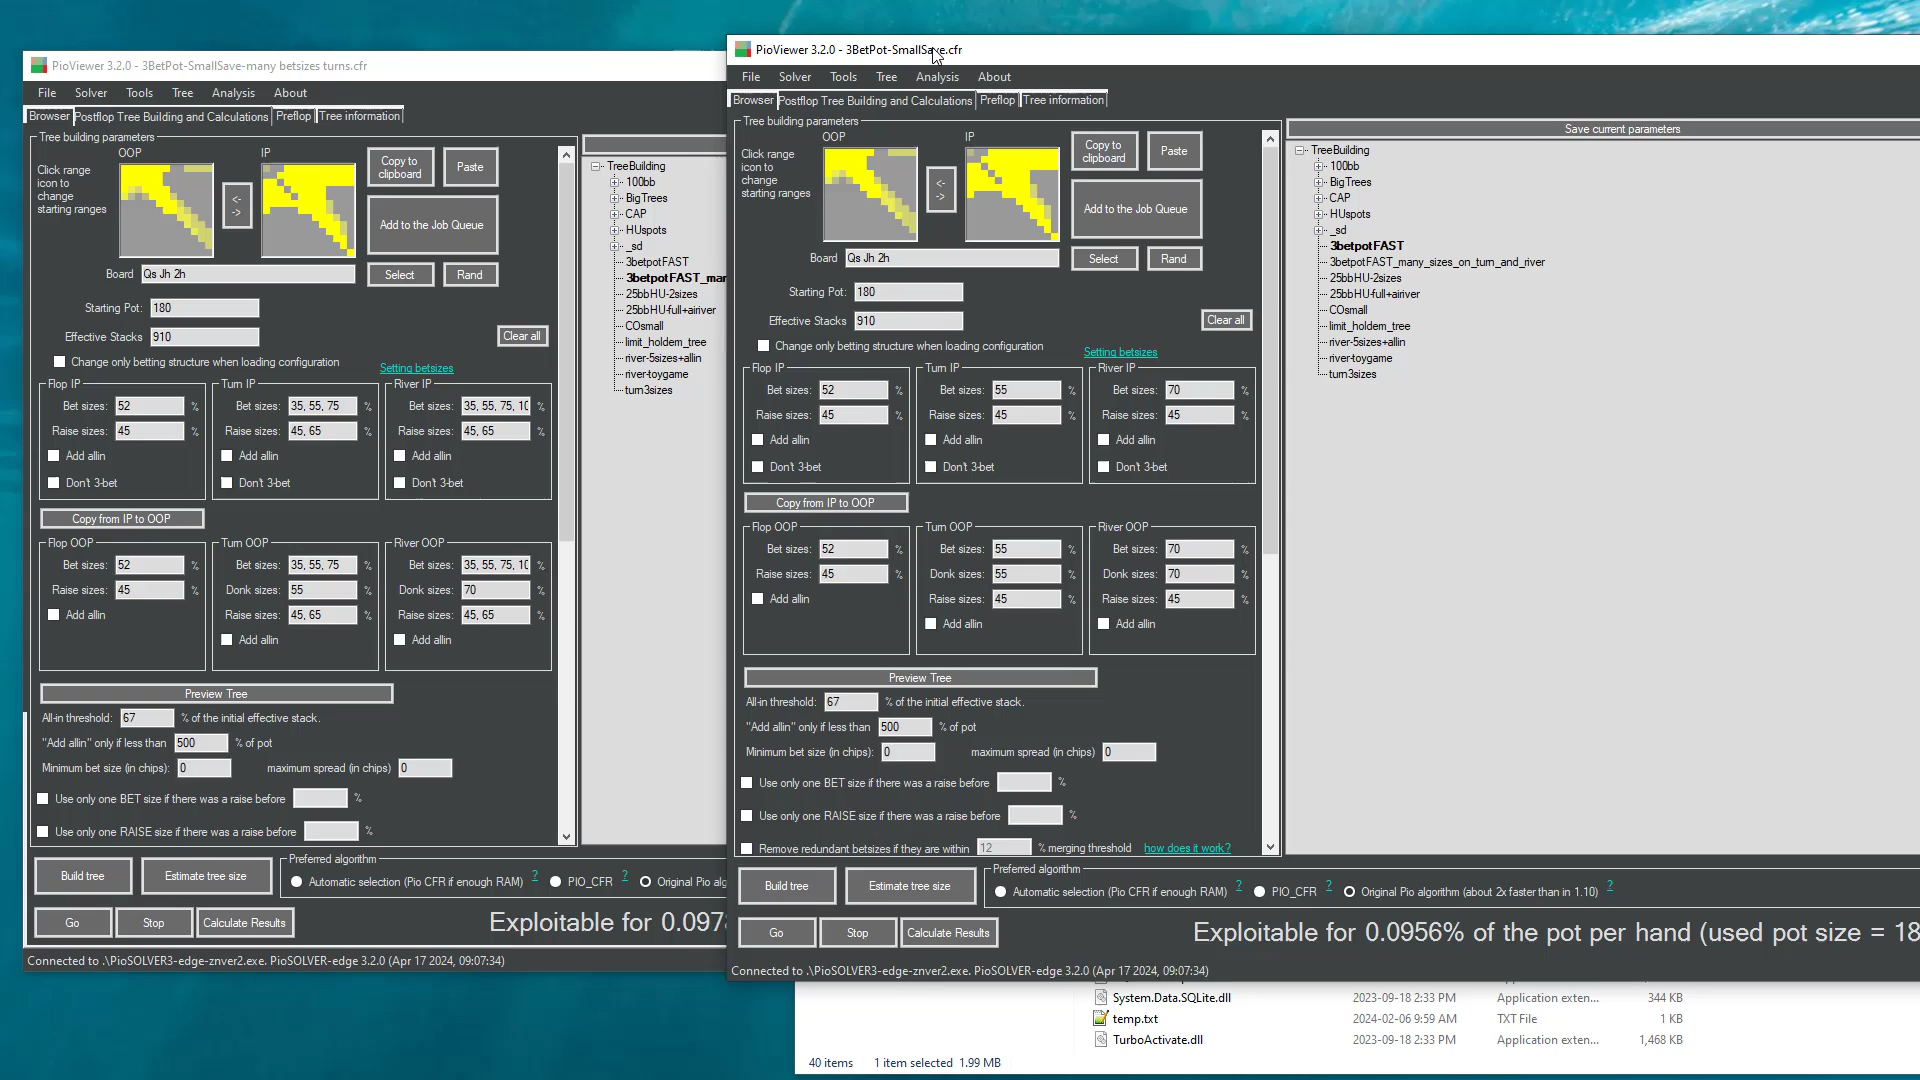 PioViewer 3.2.0 - 3BetPot-SmallSave-many betsizes turns.cfr
File Solver Tools Tree Analysis About
Browser Postflop Tree Building and Calculations Preflop Tree information
Tree building parameters
OOP IP
Click range
icon to
change
starting ranges
<-
->
Copy to
clipboard
Paste
Add to the Job Queue
Board Qs Jh 2h Select Rand
Starting Pot: 180
Effective Stacks 910 Clear all
Change only betting structure when loading configuration
Setting betsizes
Flop IP Turn IP River IP
Bet sizes: 52 % Bet sizes: 35, 55, 75 % Bet sizes: 35, 55, 75, 10 %
Raise sizes: 45 % Raise sizes: 45, 65 % Raise sizes: 45, 65 %
Add allin Add allin Add allin
Don't 3-bet Don't 3-bet Don't 3-bet
Copy from IP to OOP
Flop OOP Turn OOP River OOP
Bet sizes: 52 % Bet sizes: 35, 55, 75 % Bet sizes: 35, 55, 75, 10 %
Raise sizes: 45 % Donk sizes: 55 % Donk sizes: 70 %
Add allin Raise sizes: 45, 65 % Raise sizes: 45, 65 %
Add allin Add allin
Preview Tree
All-in threshold: 67 % of the initial effective stack.
"Add allin" only if less than 500 % of pot
Minimum bet size (in chips): 0 maximum spread (in chips) 0
Use only one BET size if there was a raise before %
Use only one RAISE size if there was a raise before %
TreeBuilding
100bb
BigTrees
CAP
HUspots
_sd
3betpotFAST
3betpotFAST_mar
25bbHU-2sizes
25bbHU-full+airiver
COsmall
limit_holdem_tree
river-5sizes+allin
river-toygame
turn3sizes
Build tree Estimate tree size
Preferred algorithm
Automatic selection (Pio CFR if enough RAM) ? PIO_CFR ? Original Pio alg
Go Stop Calculate Results
Exploitable for 0.097
Connected to .\PioSOLVER3-edge-znver2.exe. PioSOLVER-edge 3.2.0 (Apr 17 2024, 09:07:34)
PioViewer 3.2.0 - 3BetPot-SmallSave.cfr
File Solver Tools Tree Analysis About
Browser Postflop Tree Building and Calculations Preflop Tree information
Tree building parameters
OOP IP
Click range
icon to
change
starting ranges
<-
->
Copy to
clipboard
Paste
Add to the Job Queue
Board Qs Jh 2h Select Rand
Starting Pot: 180
Effective Stacks 910 Clear all
Change only betting structure when loading configuration
Setting betsizes
Flop IP Turn IP River IP
Bet sizes: 52 % Bet sizes: 55 % Bet sizes: 70 %
Raise sizes: 45 % Raise sizes: 45 % Raise sizes: 45 %
Add allin Add allin Add allin
Don't 3-bet Don't 3-bet Don't 3-bet
Copy from IP to OOP
Flop OOP Turn OOP River OOP
Bet sizes: 52 % Bet sizes: 55 % Bet sizes: 70 %
Raise sizes: 45 % Donk sizes: 55 % Donk sizes: 70 %
Add allin Raise sizes: 45 % Raise sizes: 45 %
Add allin Add allin
Preview Tree
All-in threshold: 67 % of the initial effective stack.
"Add allin" only if less than 500 % of pot
Minimum bet size (in chips): 0 maximum spread (in chips) 0
Use only one BET size if there was a raise before %
Use only one RAISE size if there was a raise before %
Remove redundant betsizes if they are within 12 % merging threshold how does it work?
Save current parameters
TreeBuilding
100bb
BigTrees
CAP
HUspots
_sd
3betpotFAST
3betpotFAST_many_sizes_on_turn_and_river
25bbHU-2sizes
25bbHU-full+airiver
COsmall
limit_holdem_tree
river-5sizes+allin
river-toygame
turn3sizes
Build tree Estimate tree size
Preferred algorithm
Automatic selection (Pio CFR if enough RAM) ? PIO_CFR ? Original Pio algorithm (about 2x faster than in 1.10) ?
Go Stop Calculate Results
Exploitable for 0.0956% of the pot per hand (used pot size = 18
Connected to .\PioSOLVER3-edge-znver2.exe. PioSOLVER-edge 3.2.0 (Apr 17 2024, 09:07:34)
System.Data.SQLite.dll 2023-09-18 2:33 PM Application exten... 344 KB
temp.txt 2024-02-06 9:59 AM TXT File 1 KB
TurboActivate.dll 2023-09-18 2:33 PM Application exten... 1,468 KB
40 items 1 item selected 1.99 MB